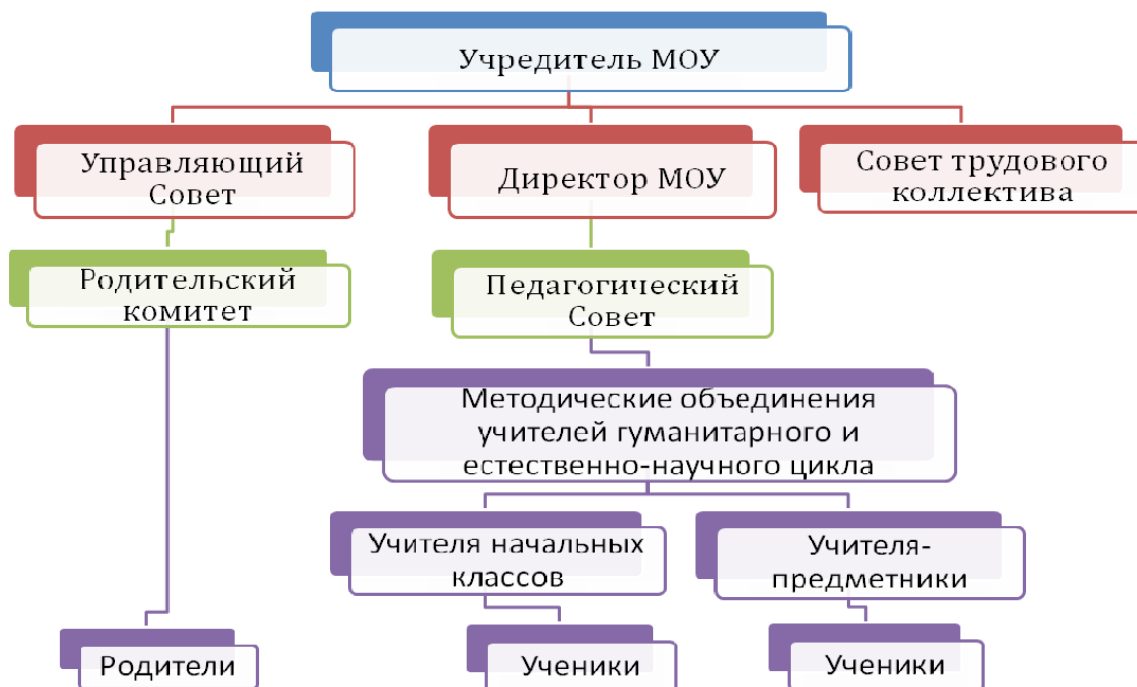 Учредитель МОУ
Управляющий
Совет
Директор МОУ
Совет трудового
коллектива
Родительский
комитет
Педагогический
Совет
Методические объединения
учителей гуманитарного и
естественно-научного цикла
Учителя начальных
классов
Учителя-
предметники
Родители
Ученики
Ученики